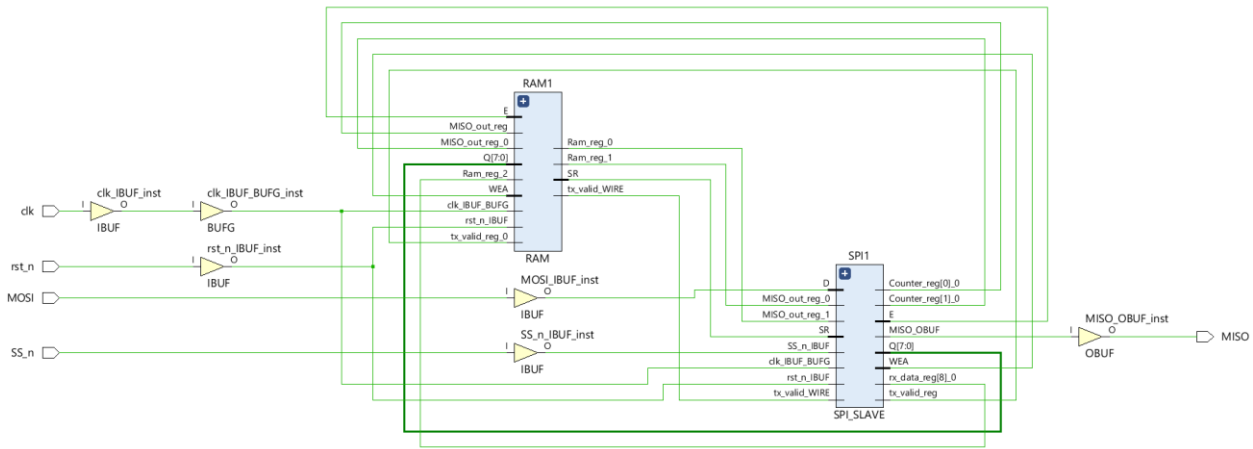 RAM1
E
MISO_out_reg
MISO_out_reg_0
Q[7:0]
Ram_reg_2
WEA
clk_IBUF_BUFG
rst_n_IBUF
tx_valid_reg_0
Ram_reg_0
Ram_reg_1
SR
tx_valid_WIRE
RAM
clk
I
clk_IBUF_inst
O
IBUF
I
clk_IBUF_BUFG_inst
O
BUFG
rst_n
I
rst_n_IBUF_inst
O
IBUF
MOSI
I
MOSI_IBUF_inst
O
IBUF
SS_n
I
SS_n_IBUF_inst
O
IBUF
SPI1
D
MISO_out_reg_0
MISO_out_reg_1
SR
SS_n_IBUF
clk_IBUF_BUFG
rst_n_IBUF
tx_valid_WIRE
Counter_reg[0]_0
Counter_reg[1]_0
E
MISO_OBUF
Q[7:0]
WEA
rx_data_reg[8]_0
tx_valid_reg
SPI_SLAVE
I
MISO_OBUF_inst
O
OBUF
MISO